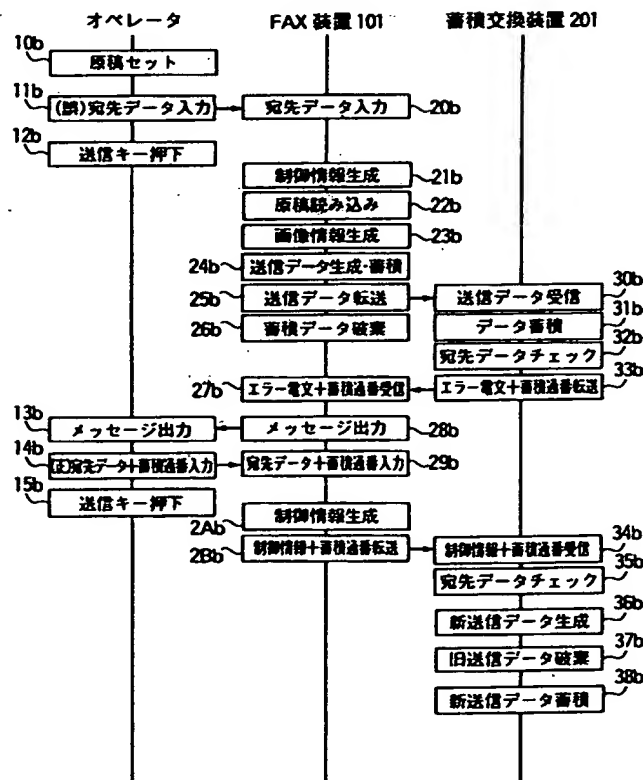 オペレータ FAX 装置 101 蓄積交換装置 201
10b 原稿セット
11b (誤)宛先データ入力 宛先データ入力 20b
12b 送信キー押下
制御情報生成 21b
原稿読み込み 22b
画像情報生成 23b
24b 送信データ生成・蓄積
25b 送信データ転送 送信データ受信 30b
26b 蓄積データ破棄 データ蓄積 31b
宛先データチェック 32b
27b エラー電文+蓄積通番受信 エラー電文+蓄積通番転送 33b
13b メッセージ出力 メッセージ出力 28b
14b (正)宛先データ+蓄積通番入力 宛先データ+蓄積通番入力 29b
15b 送信キー押下
2Ab 制御情報生成
2Bb 制御情報+蓄積通番転送 制御情報+蓄積通番受信 34b
宛先データチェック 35b
新送信データ生成 36b
旧送信データ破棄 37b
新送信データ蓄積 38b